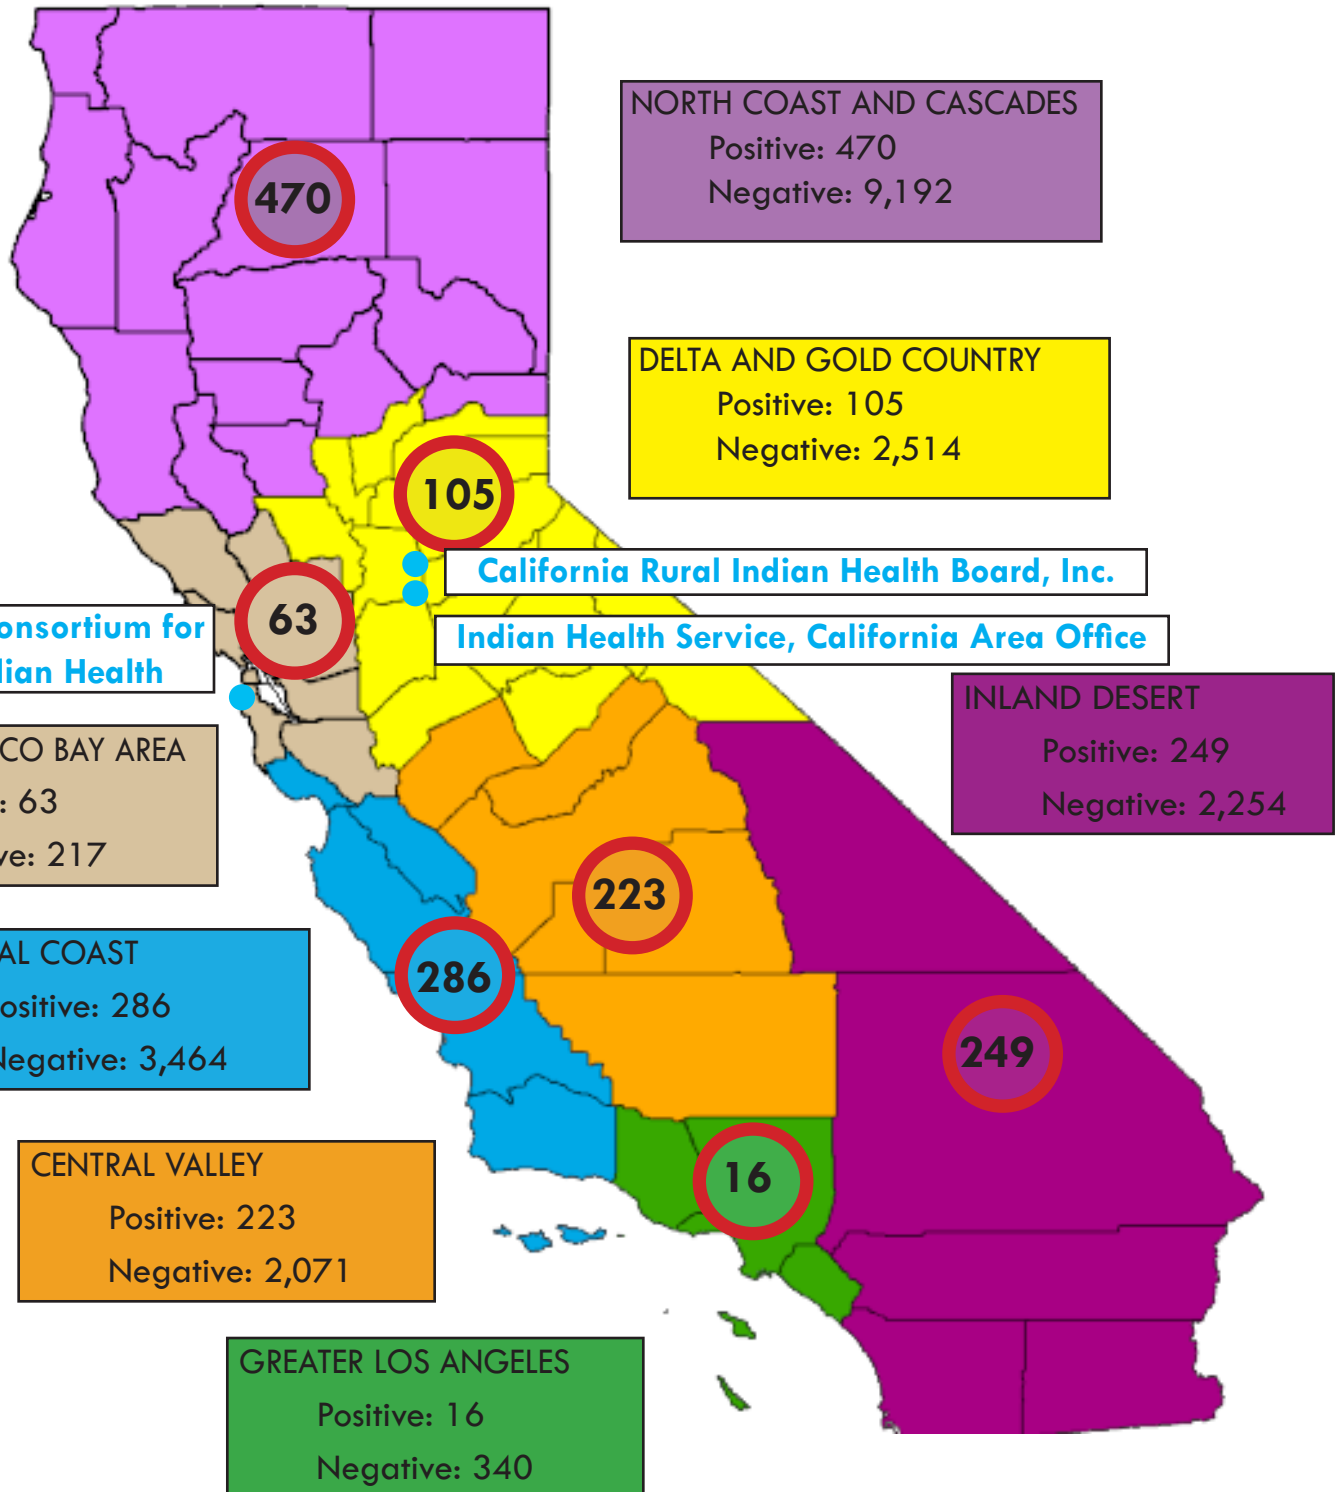 NORTH COAST AND CASCADES
Positive: 470
Negative: 9,192
470
DELTA AND GOLD COUNTRY
Positive: 105
Negative: 2,514
105
California Rural Indian Health Board, Inc.
63
onsortium for
dian Health
Indian Health Service, California Area Office
INLAND DESERT
Positive: 249
Negative: 2,254
CO BAY AREA
: 63
ve: 217
223
AL COAST
ositive: 286
Negative: 3,464
286
249
CENTRAL VALLEY
Positive: 223
Negative: 2,071
16
GREATER LOS ANGELES
Positive: 16
Negative: 340